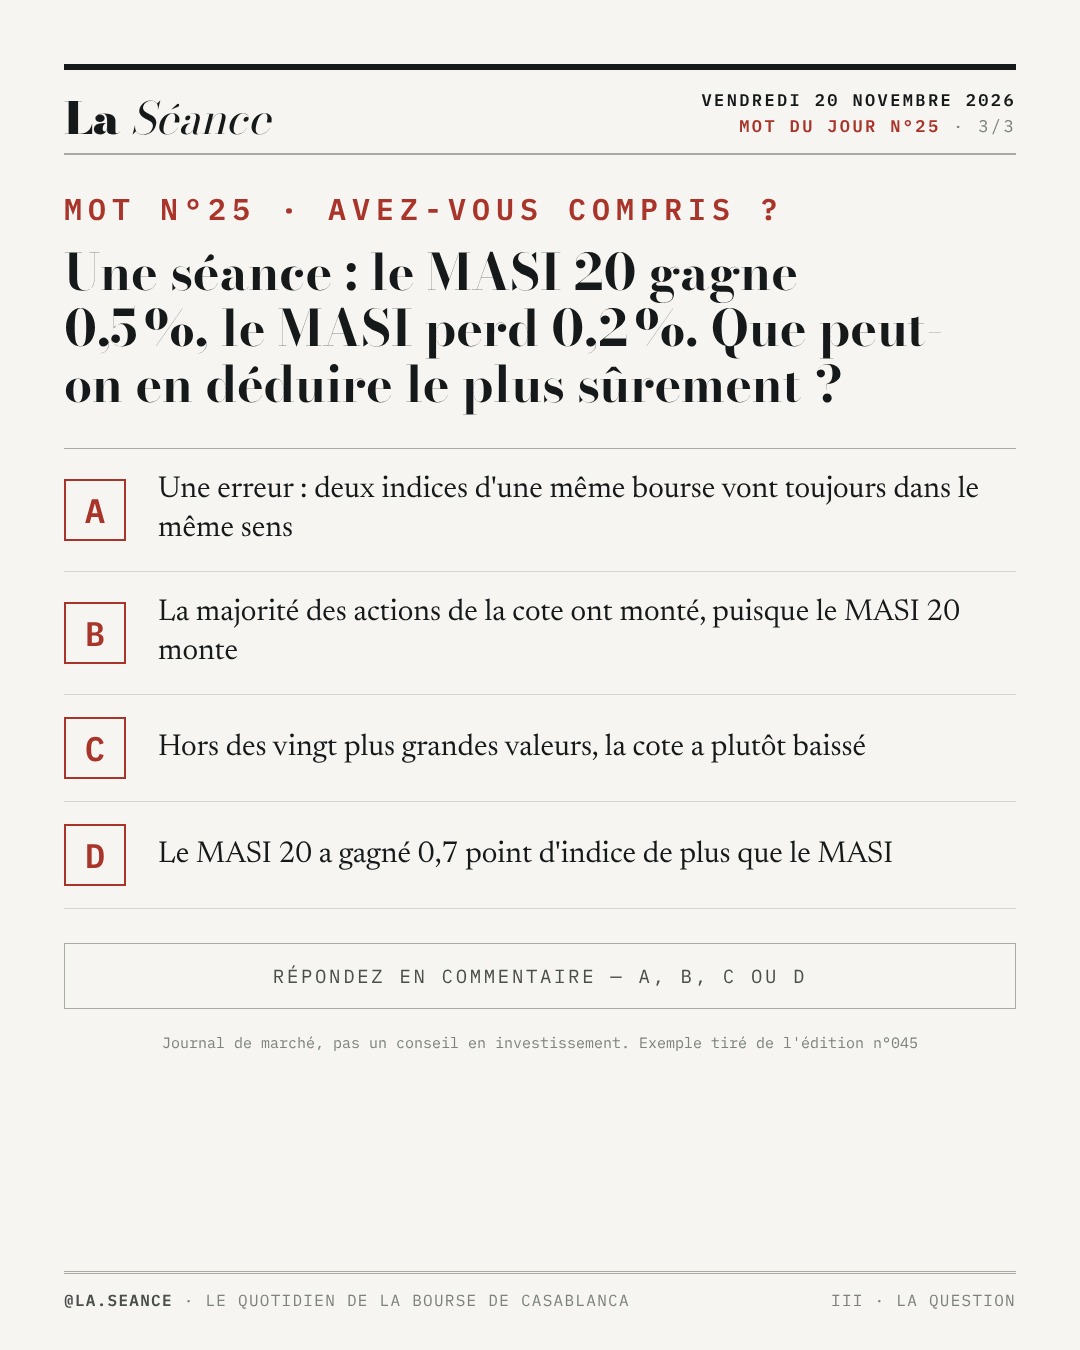 La Séance
VENDREDI 20 NOVEMBRE 2026
MOT DU JOUR N°25 · 3/3
MOT N°25 · AVEZ-VOUS COMPRIS ?
Une séance : le MASI 20 gagne
0,5 %, le MASI perd 0,2 %. Que peut-
on en déduire le plus sûrement ?
A
Une erreur : deux indices d'une même bourse vont toujours dans le
même sens
B
La majorité des actions de la cote ont monté, puisque le MASI 20
monte
C
Hors des vingt plus grandes valeurs, la cote a plutôt baissé
D
Le MASI 20 a gagné 0,7 point d'indice de plus que le MASI
RÉPONDEZ EN COMMENTAIRE — A, B, C OU D
Journal de marché, pas un conseil en investissement. Exemple tiré de l'édition n°045
@LA.SEANCE · LE QUOTIDIEN DE LA BOURSE DE CASABLANCA
III · LA QUESTION